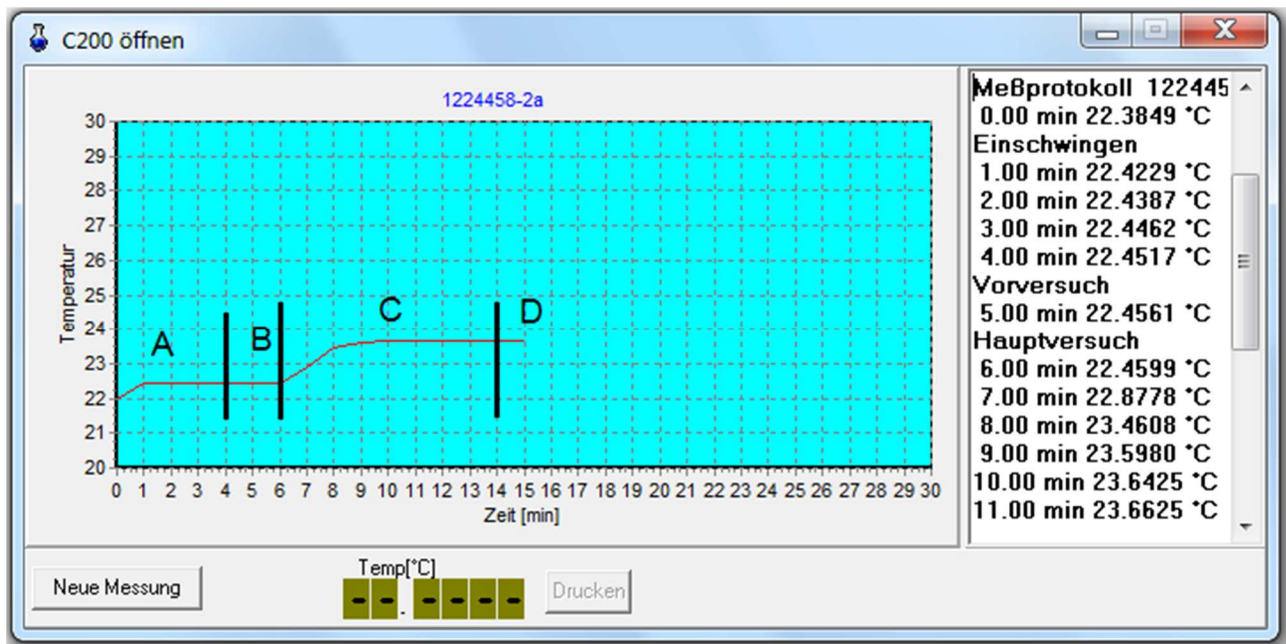 C200 öffnen
1224458-2a
30
29
28
27
26
25
24
23
22
21
20
Temperatur
A
B
C
D
0 1 2 3 4 5 6 7 8 9 10 11 12 13 14 15 16 17 18 19 20 21 22 23 24 25 26 27 28 29 30
Zeit [min]
Meßprotokoll 122445
0.00 min 22.3849 °C
Einschwingen
1.00 min 22.4229 °C
2.00 min 22.4387 °C
3.00 min 22.4462 °C
4.00 min 22.4517 °C
Vorversuch
5.00 min 22.4561 °C
Hauptversuch
6.00 min 22.4599 °C
7.00 min 22.8778 °C
8.00 min 23.4608 °C
9.00 min 23.5980 °C
10.00 min 23.6425 °C
11.00 min 23.6625 °C
Neue Messung
Temp[°C]
--.----
Drucken